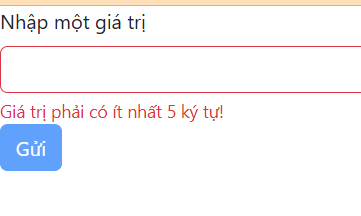 Nhập một giá trị
Giá trị phải có ít nhất 5 ký tự!
Gửi